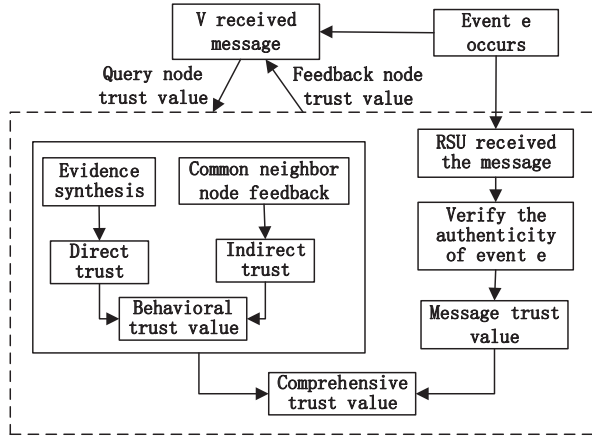 V received
message
Event e
occurs
Query node
trust value
Feedback node
trust value
RSU received
the message
Evidence
synthesis
Common neighbor
node feedback
Verify the
authenticity
of event e
Direct
trust
Indirect
trust
Behavioral
trust value
Message trust
value
Comprehensive
trust value